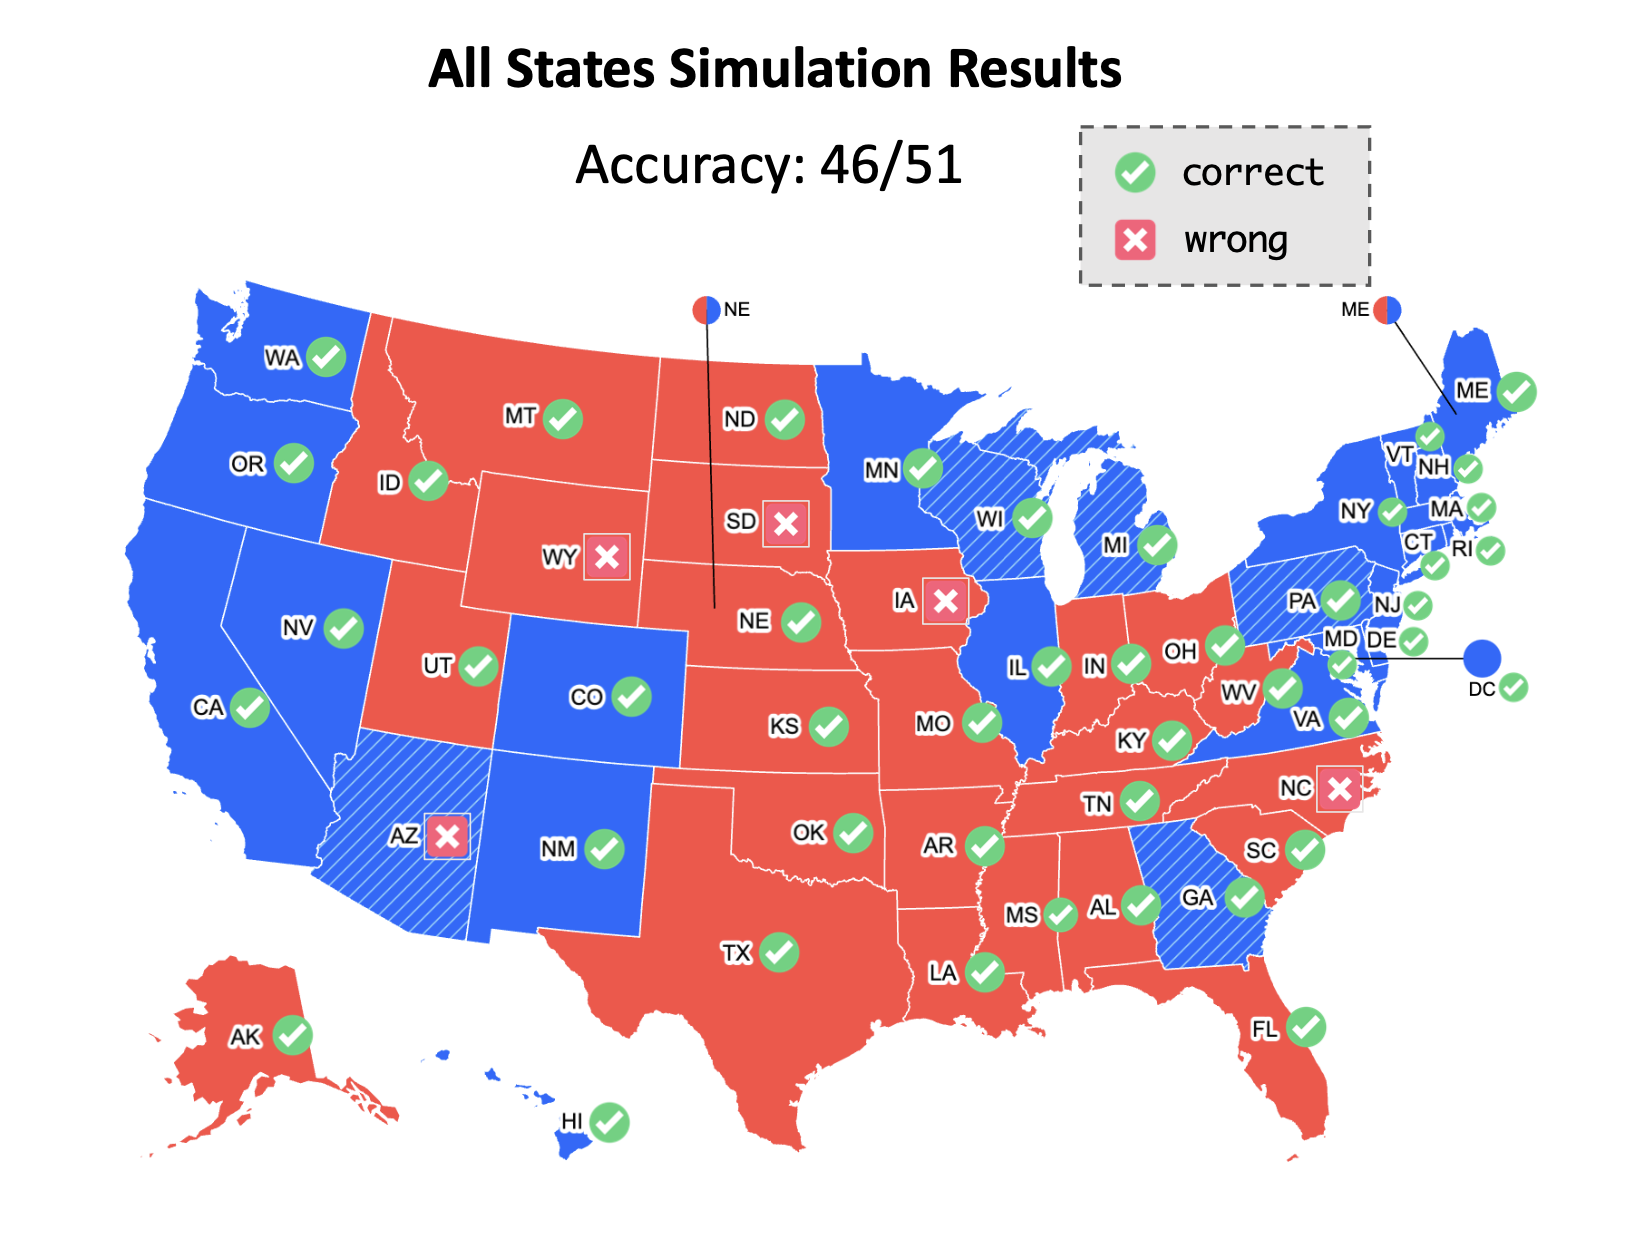 All States Simulation Results
Accuracy: 46/51
correct
wrong
NE
ME
WA
MT
ND
ME
OR
ID
MN
VT
NH
SD
WI
NY
MA
WY
MI
CT
RI
IA
PA
NJ
NV
NE
MD
DE
UT
IL
IN
OH
DC
CA
CO
WV
KS
MO
VA
KY
NC
TN
AZ
NM
OK
AR
SC
GA
MS
AL
TX
LA
FL
AK
HI